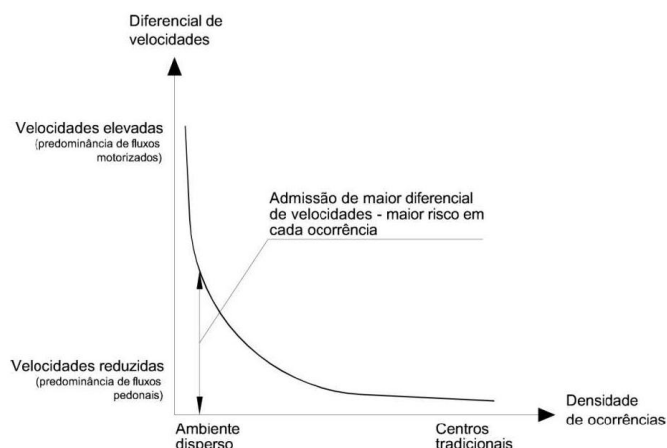 Diferencial de
velocidades
Velocidades elevadas
(predominância de fluxos
motorizados)
Admissão de maior diferencial
de velocidades - maior risco em
cada ocorrência
Velocidades reduzidas
(predominância de fluxos
pedonais)
Densidade
de ocorrências
Ambiente
disperso
Centros
tradicionais